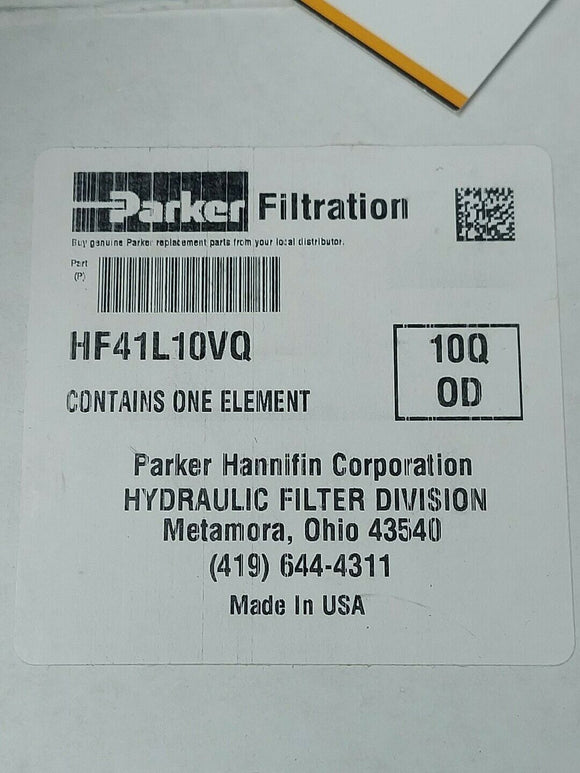 Parker Filtration
Buy genuine Parker replacement parts from your local distributor.
Part
(P)
HF41L10VQ
10Q
OD
CONTAINS ONE ELEMENT
Parker Hannifin Corporation
HYDRAULIC FILTER DIVISION
Metamora, Ohio 43540
(419) 644-4311
Made In USA